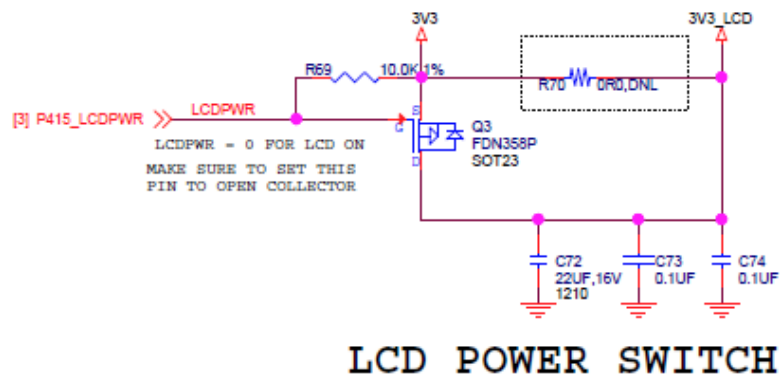 3V3
3V3_LCD
R69
10.0K,1%
R70
0R0,DNL
[3] P415_LCDPWR
LCDPWR
S
G
D
Q3
FDN358P
SOT23
LCDPWR = 0 FOR LCD ON
MAKE SURE TO SET THIS
PIN TO OPEN COLLECTOR
C72
22UF,16V
1210
C73
0.1UF
C74
0.1UF
LCD POWER SWITCH